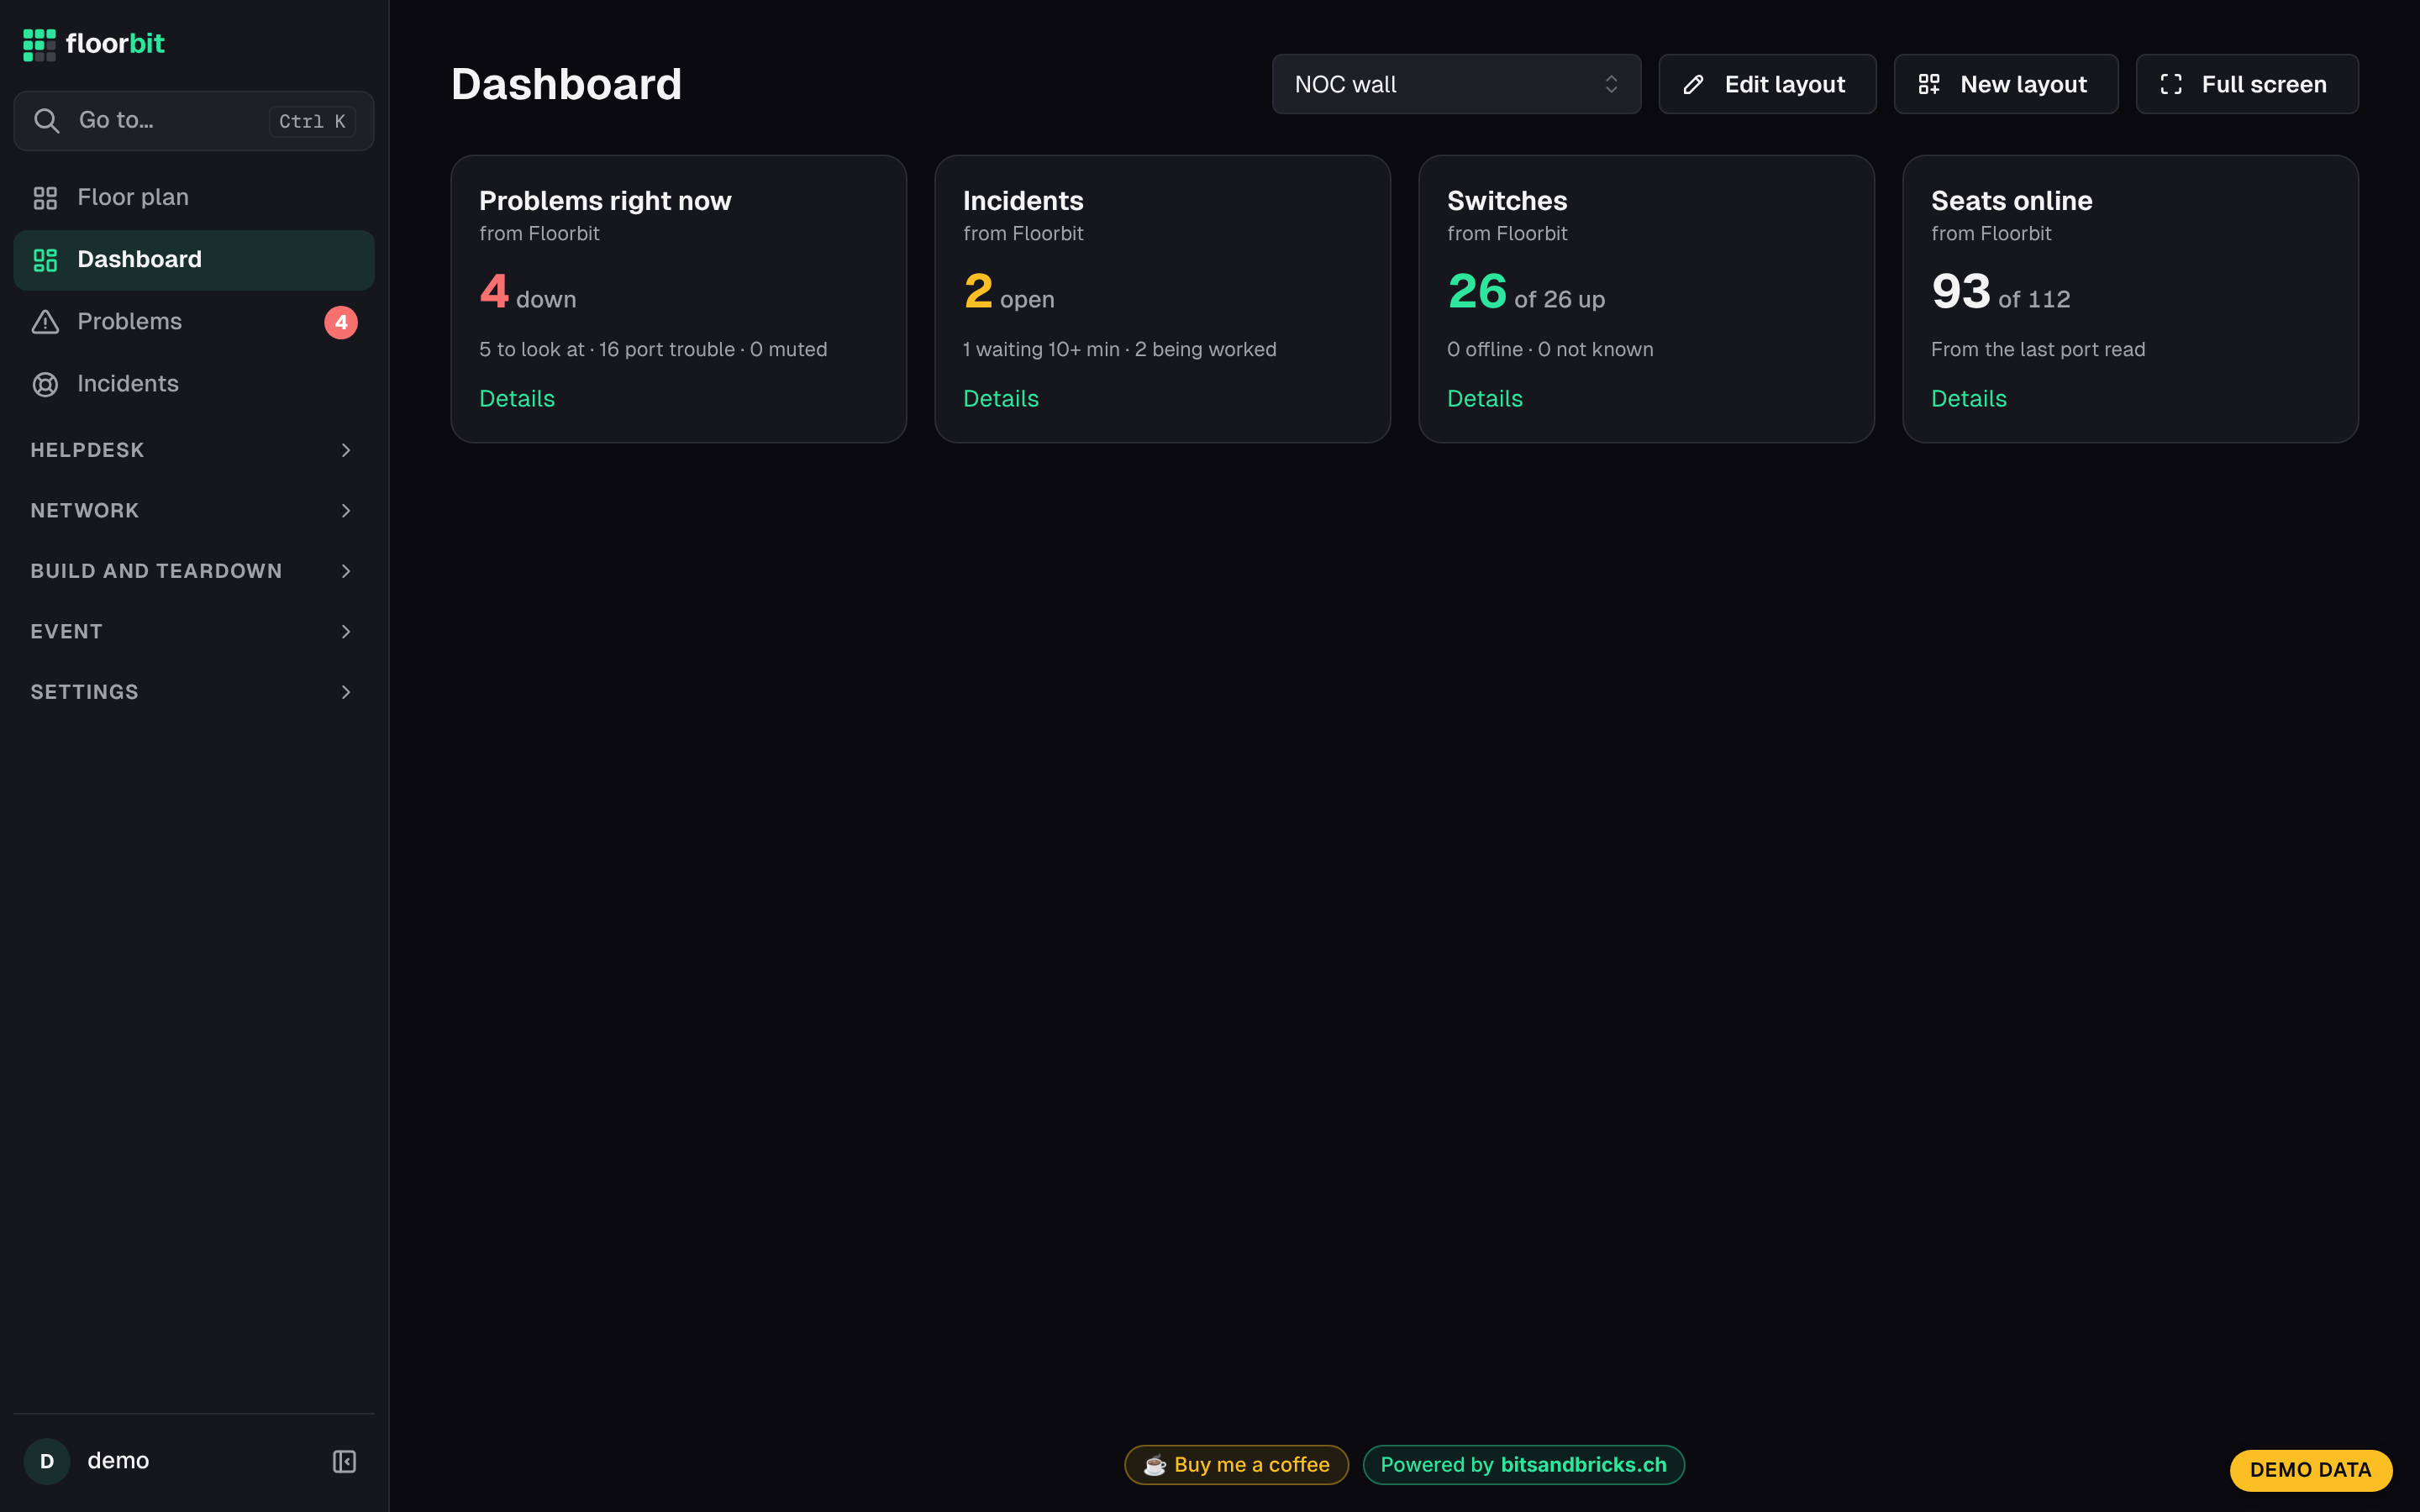 floorbit
Go to...
Ctrl K
Floor plan
Dashboard
Problems
4
Incidents
HELPDESK
NETWORK
BUILD AND TEARDOWN
EVENT
SETTINGS
D
demo
Dashboard
NOC wall
Edit layout
New layout
Full screen
Problems right now
from Floorbit
4 down
5 to look at · 16 port trouble · 0 muted
Details
Incidents
from Floorbit
2 open
1 waiting 10+ min · 2 being worked
Details
Switches
from Floorbit
26 of 26 up
0 offline · 0 not known
Details
Seats online
from Floorbit
93 of 112
From the last port read
Details
☕ Buy me a coffee
Powered by bitsandbricks.ch
DEMO DATA